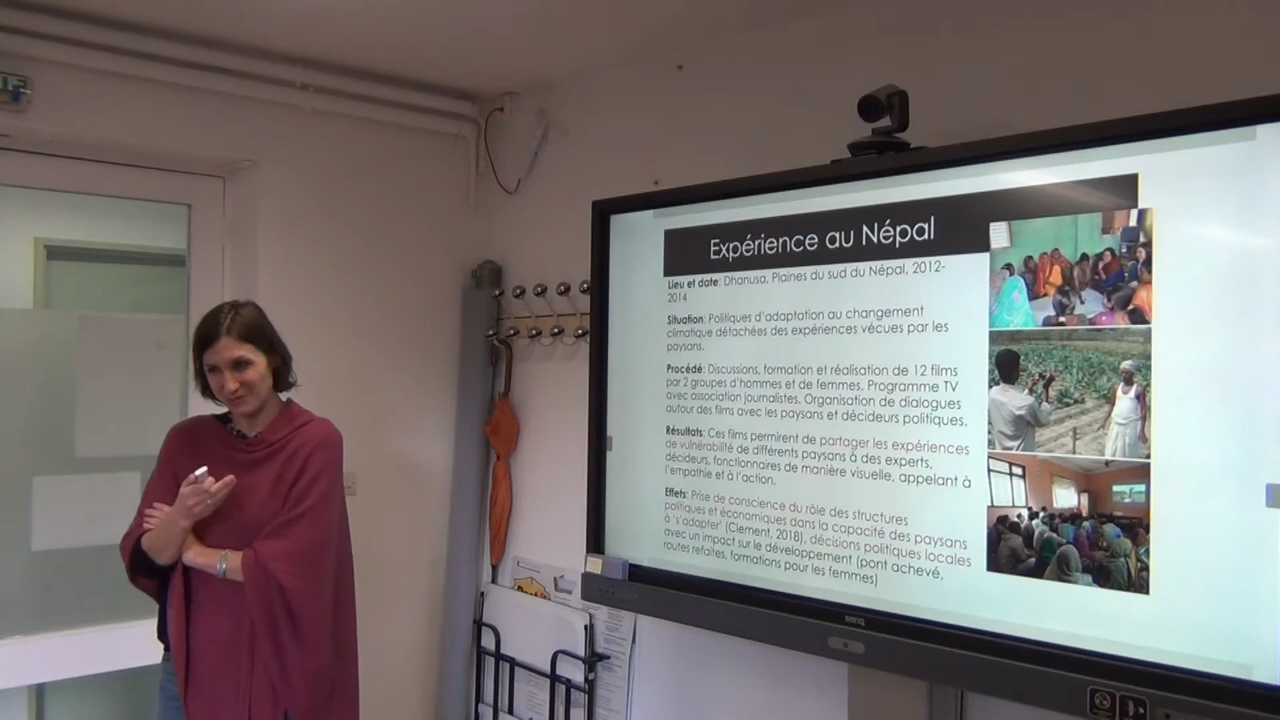 Expérience au Népal
Lieu et date: Dhanusa, Plaines du sud du Népal, 2012-
2014
Situation: Politiques d'adaptation au changement
climatique détachées des expériences vécues par les
paysans.
Procédé: Discussions, formation et réalisation de 12 films
par 2 groupes d'hommes et de femmes. Programme TV
avec association journalistes. Organisation de dialogues
autour des films avec les paysans et décideurs politiques.
Résultats: Ces films permirent de partager les expériences
de vulnérabilité de différents paysans à des experts,
décideurs, fonctionnaires de manière visuelle, appelant à
l'empathie et à l'action.
Effets: Prise de conscience du rôle des structures
politiques et économiques dans la capacité des paysans
à 's'adapter' (Clement, 2018), décisions politiques locales
avec un impact sur le développement (pont achevé,
routes refaites, formations pour les femmes)
BenQ